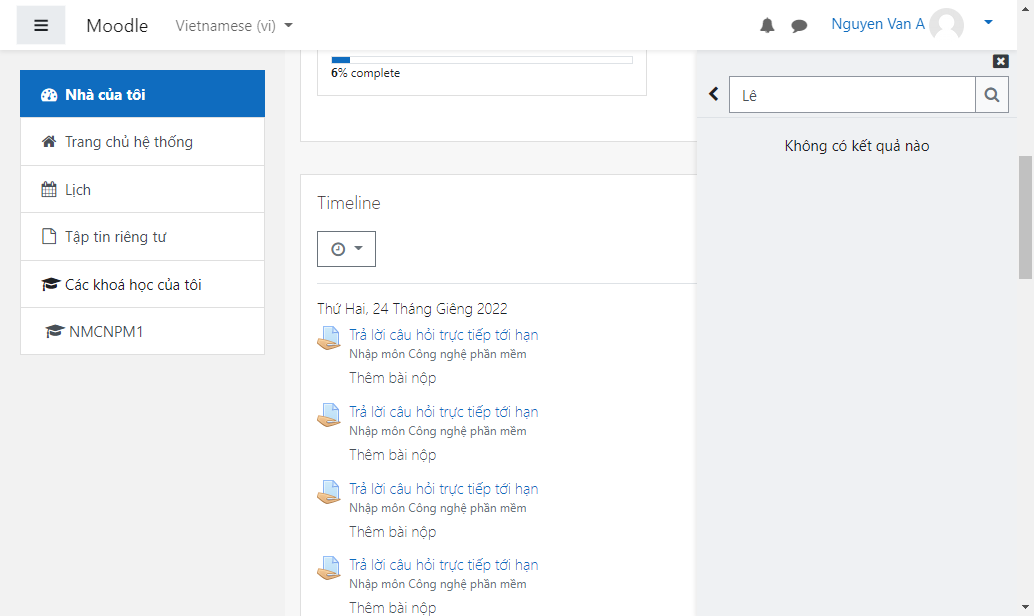 Moodle
Vietnamese (vi)
Nguyen Van A
Nhà của tôi
Trang chủ hệ thống
Lịch
Tập tin riêng tư
Các khoá học của tôi
NMCNPM1
6% complete
Timeline
Thứ Hai, 24 Tháng Giêng 2022
Trả lời câu hỏi trực tiếp tới hạn
Nhập môn Công nghệ phần mềm
Thêm bài nộp
Trả lời câu hỏi trực tiếp tới hạn
Nhập môn Công nghệ phần mềm
Thêm bài nộp
Trả lời câu hỏi trực tiếp tới hạn
Nhập môn Công nghệ phần mềm
Thêm bài nộp
Trả lời câu hỏi trực tiếp tới hạn
Nhập môn Công nghệ phần mềm
Thêm bài nộp
Lê
Không có kết quả nào